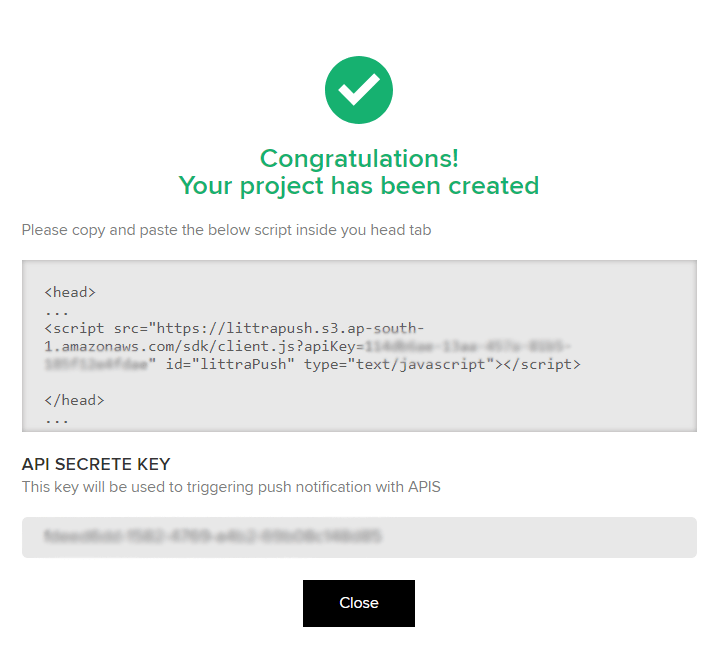 Congratulations!
Your project has been created
Please copy and paste the below script inside you head tab
<head>
...
<script src="https://littrapush.s3.ap-south-
1.amazonaws.com/sdk/client.js?apiKey=
" id="littraPush" type="text/javascript"></script>
</head>
...
API SECRETE KEY
This key will be used to triggering push notification with APIS
Close